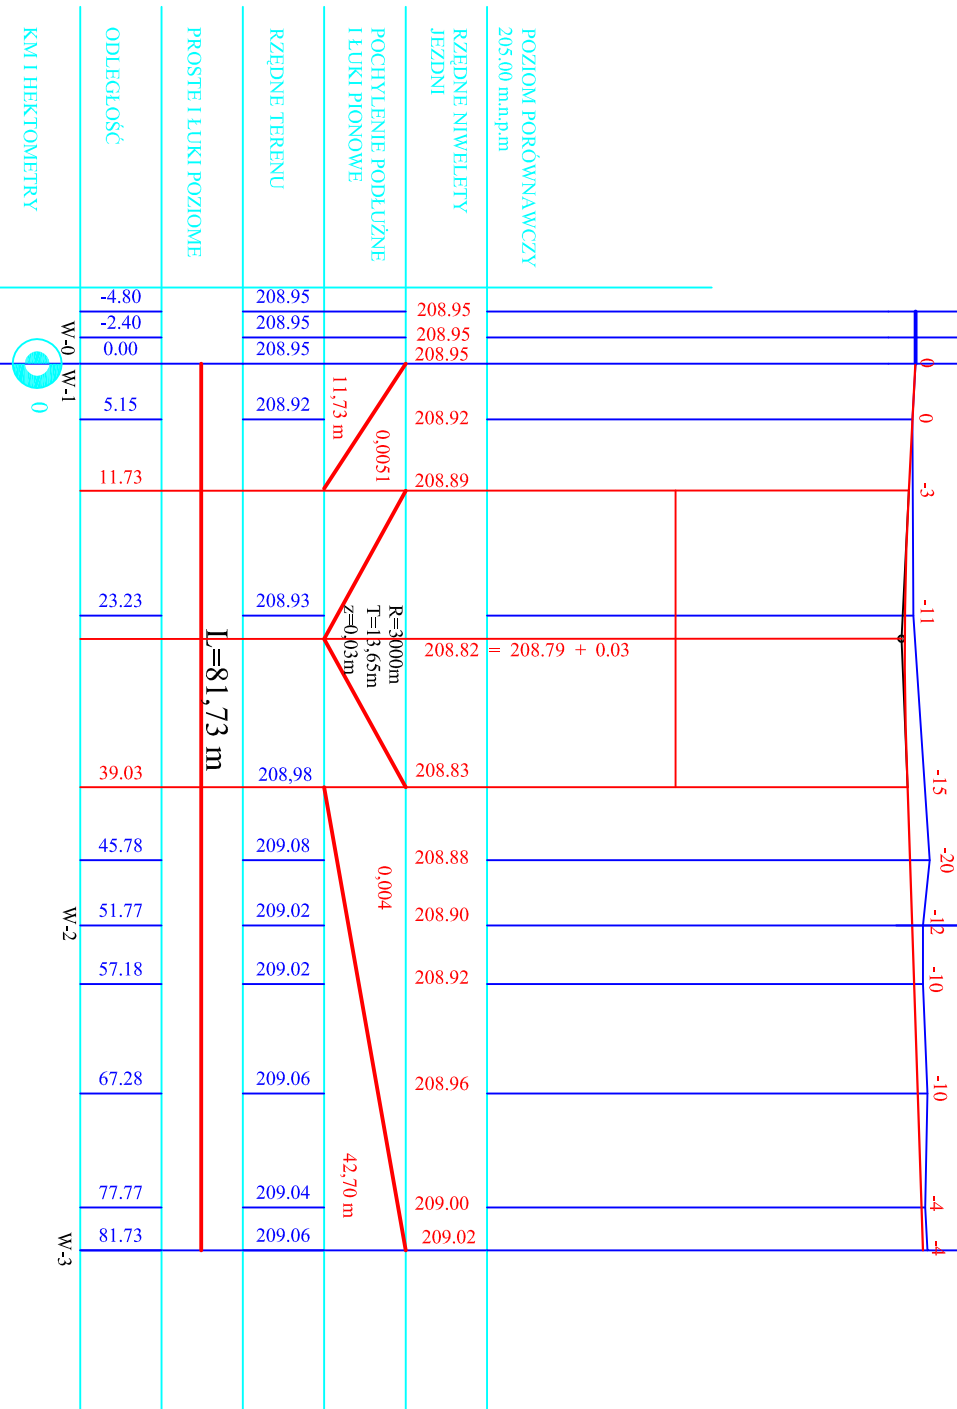 POZIOM PORÓWNAWCZY
205.00 m.n.p.m
RZĘDNE NIWELETY
JEZDNI
POCHYLENIE PODŁUŻNE
I ŁUKI PIONOWE
RZĘDNE TERENU
PROSTE I ŁUKI POZIOME
ODLEGŁOŚĆ
KM I HEKTOMETRY
0
0
-3
-11
-15
-20
-12
-10
-10
-4
-4
208.95
208.95
208.95
208.92
208.89
208.82 = 208.79 + 0.03
208.83
208.88
208.90
208.92
208.96
209.00
209.02
11,73 m
0,0051
R=3000m
T=13,65m
z=0,03m
0,004
42,70 m
208.95
208.95
208.95
208.92
208.93
208,98
209.08
209.02
209.02
209.06
209.04
209.06
L=81,73 m
-4.80
-2.40
0.00
5.15
11.73
23.23
39.03
45.78
51.77
57.18
67.28
77.77
81.73
W-0
W-1
W-2
W-3
0